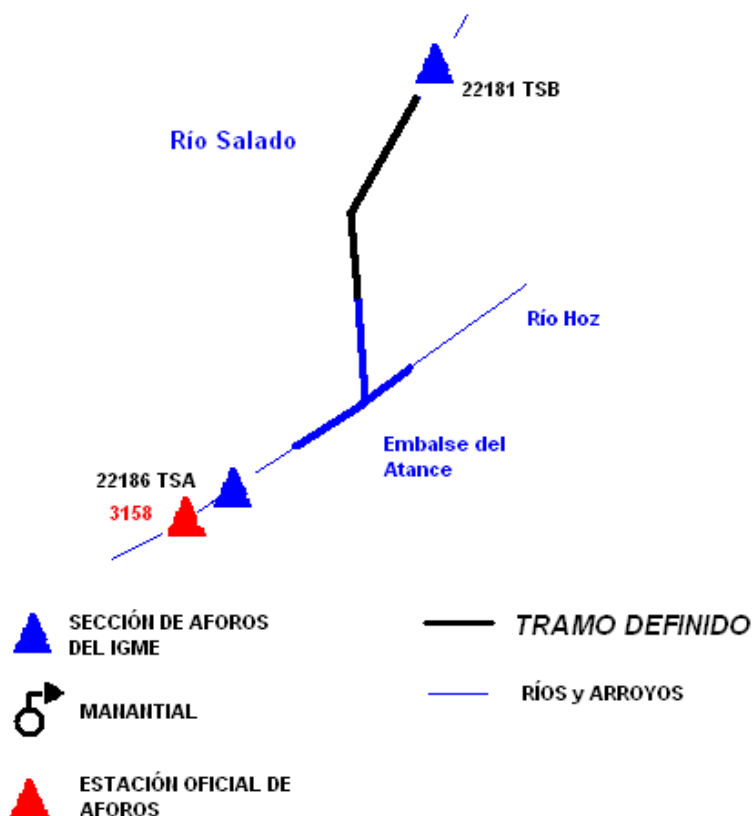 22181 TSB
Río Salado
Río Hoz
Embalse del
Atance
22186 TSA
3158
SECCIÓN DE AFOROS
DEL IGME
TRAMO DEFINIDO
MANANTIAL
RÍOS y ARROYOS
ESTACIÓN OFICIAL DE
AFOROS